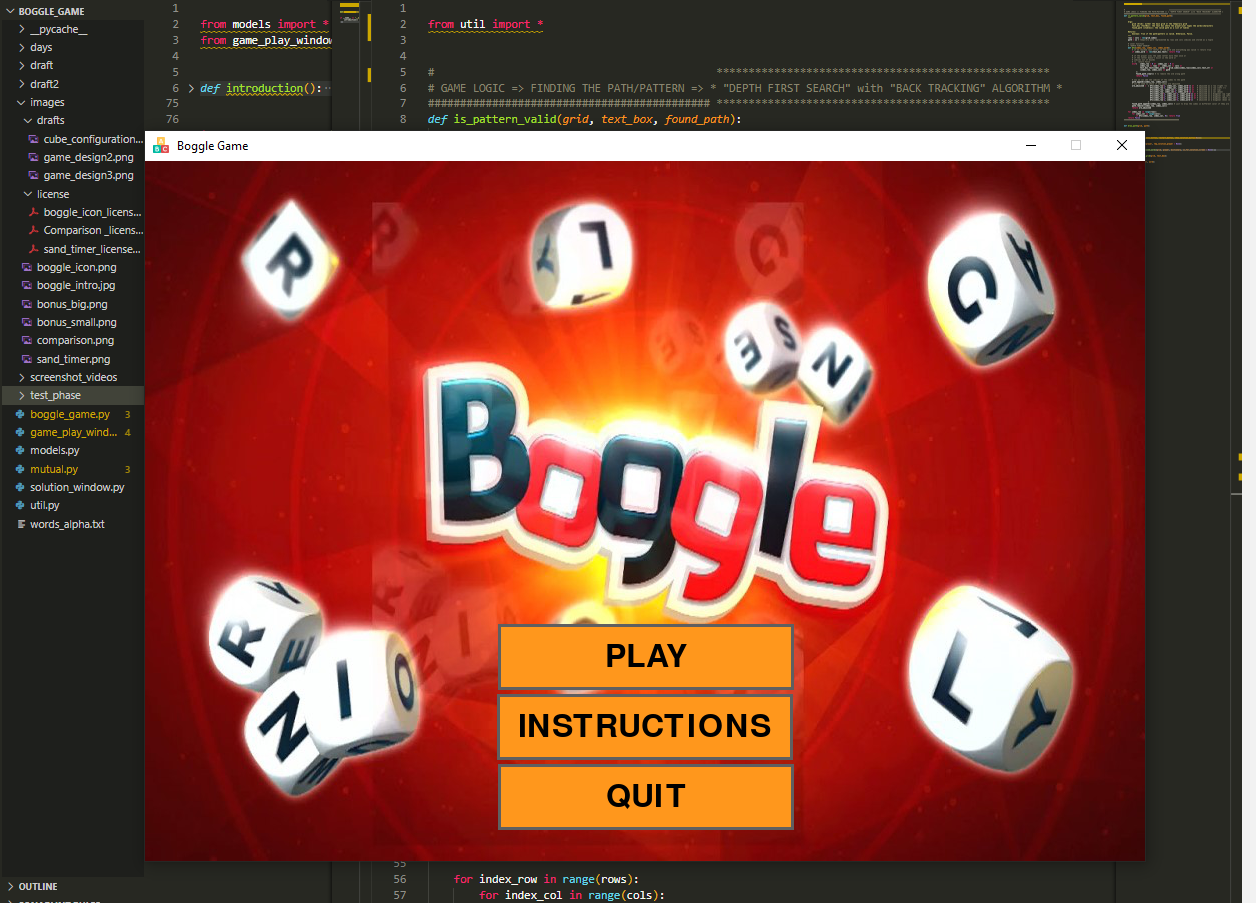 BOGGLE_GAME
__pycache__
days
draft
draft2
images
drafts
cube_configuration...
game_design2.png
game_design3.png
license
boggle_icon_licens...
Comparison _licens...
sand_timer_license...
boggle_icon.png
boggle_intro.jpg
bonus_big.png
bonus_small.png
comparison.png
sand_timer.png
screenshot_videos
test_phase
boggle_game.py 3
game_play_wind... 4
models.py
mutual.py 3
solution_window.py
util.py
words_alpha.txt
OUTLINE
1
2 from models import *
3 from game_play_window
4
5
6 def introduction():
75
76
1
2 from util import *
3
4
5 # ****************************************************
6 # GAME LOGIC => FINDING THE PATH/PATTERN => * "DEPTH FIRST SEARCH" with "BACK TRACKING" ALGORITHM *
7 ############################################ ****************************************************
8 def is_pattern_valid(grid, text_box, found_path):
Boggle Game
R
L
Y
G
A
N
S
E
N
Boggle
R
Y
E
N
I
O
L
Y
PLAY
INSTRUCTIONS
QUIT
55
56 for index_row in range(rows):
57 for index_col in range(cols):